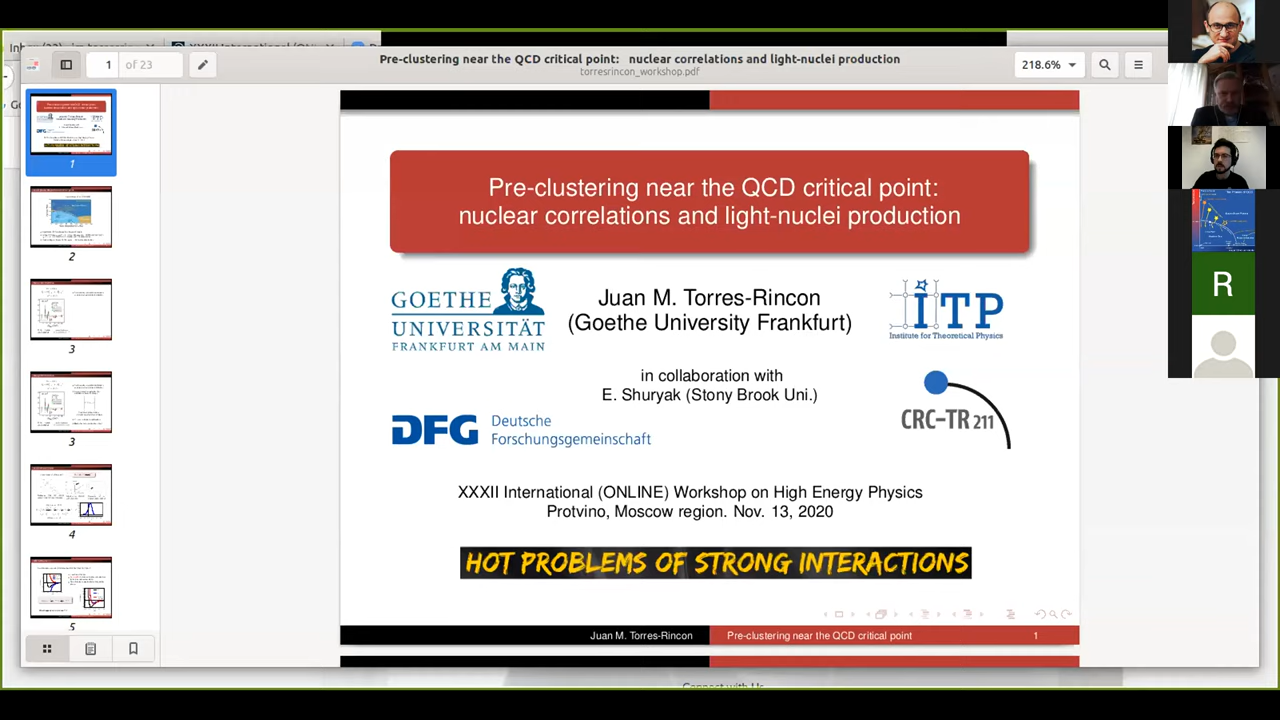 Pre-clustering near the QCD critical point: nuclear correlations and light-nuclei production
torresrincon_workshop.pdf
1 of 23
218.6%
Pre-clustering near the QCD critical point:
nuclear correlations and light-nuclei production
GOETHE
UNIVERSITÄT
FRANKFURT AM MAIN
Juan M. Torres-Rincon
(Goethe University Frankfurt)
ITP
Institute for Theoretical Physics
in collaboration with
E. Shuryak (Stony Brook Uni.)
DFG Deutsche
Forschungsgemeinschaft
CRC-TR 211
XXXII International (ONLINE) Workshop on High Energy Physics
Protvino, Moscow region. Nov. 13, 2020
HOT PROBLEMS OF STRONG INTERACTIONS
Juan M. Torres-Rincon
Pre-clustering near the QCD critical point
1
1
2
3
3
4
5
R